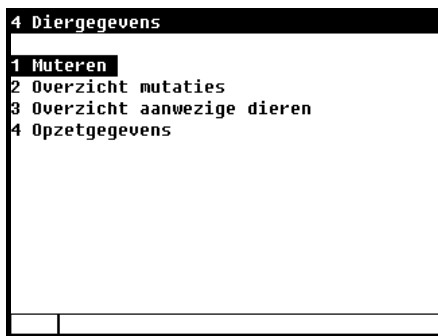 4 Diergegevens
1 Muteren
2 Overzicht mutaties
3 Overzicht aanwezige dieren
4 Opzetgegevens